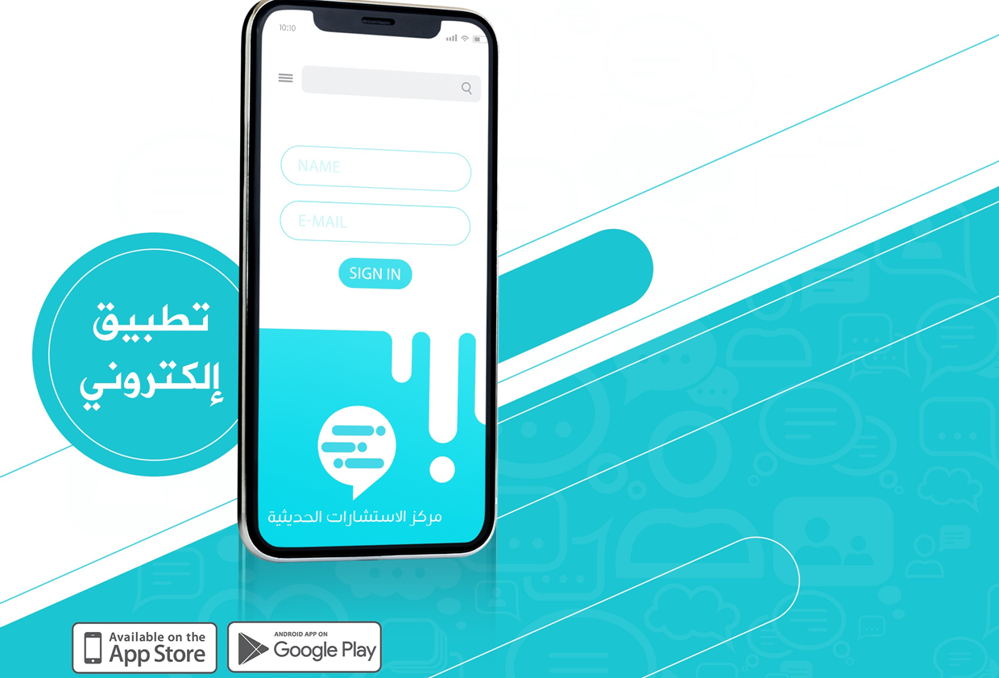 10:10
NAME
E-MAIL
SIGN IN
تطبيق
إلكتروني
مركز الاستشارات الحديثية
Available on the
App Store
ANDROID APP ON
Google Play